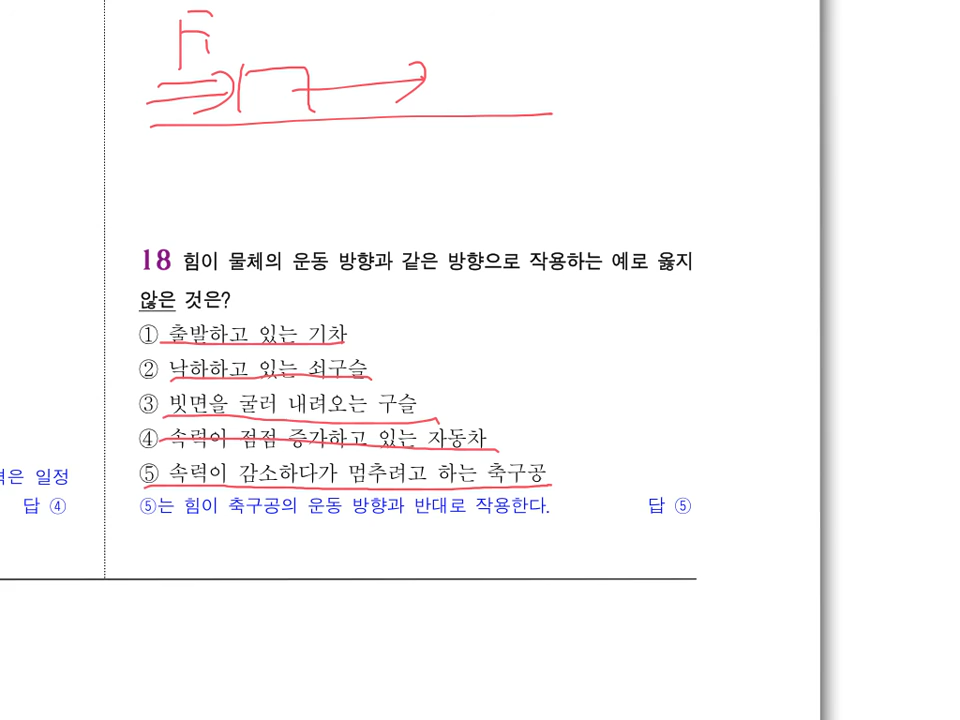 F
18 힘이 물체의 운동 방향과 같은 방향으로 작용하는 예로 옳지
않은 것은?
① 출발하고 있는 기차
② 낙하하고 있는 쇠구슬
③ 빗면을 굴러 내려오는 구슬
④ 속력이 점점 증가하고 있는 자동차
⑤ 속력이 감소하다가 멈추려고 하는 축구공
⑤는 힘이 축구공의 운동 방향과 반대로 작용한다. 답 ⑤
일정
답 ④